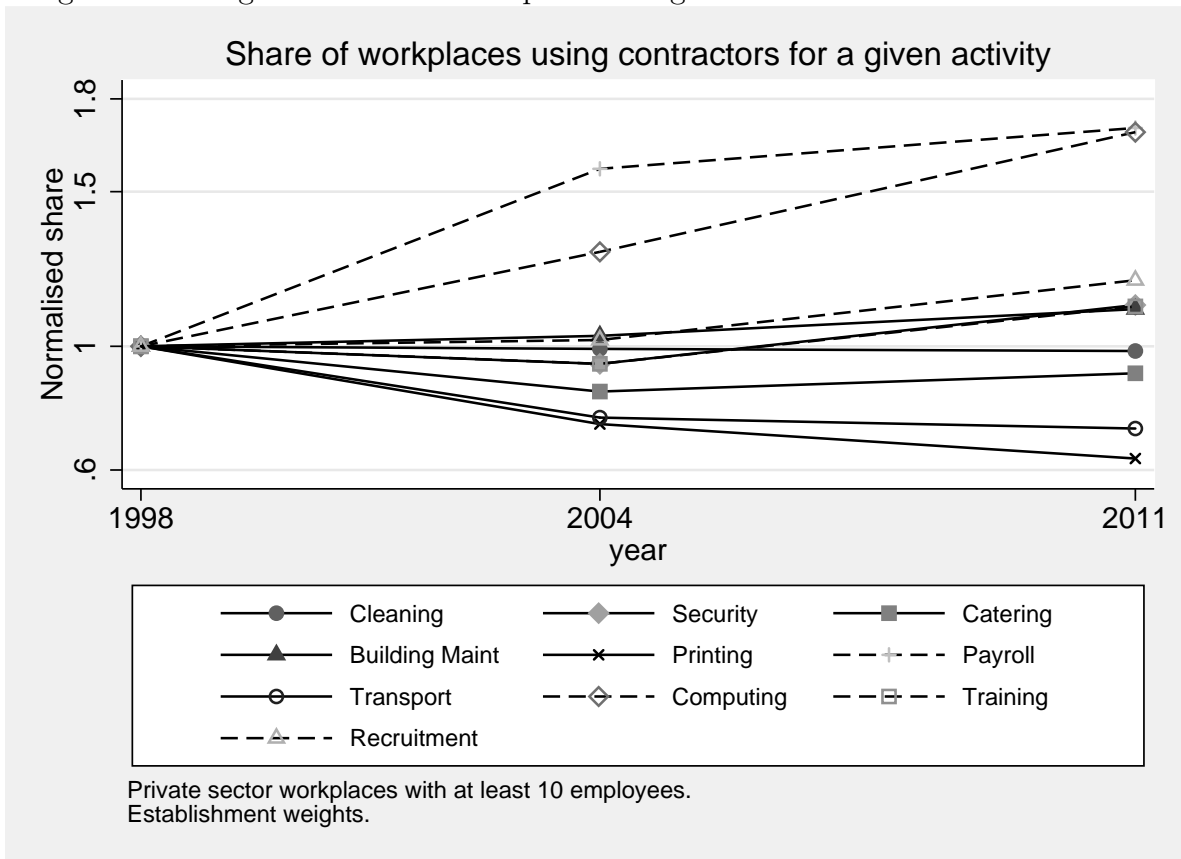 Share of workplaces using contractors for a given activity
1.8
1.5
1
.6
Normalised share
1998 2004 2011
year
Cleaning Security Catering
Building Maint Printing Payroll
Transport Computing Training
Recruitment
Private sector workplaces with at least 10 employees.
Establishment weights.